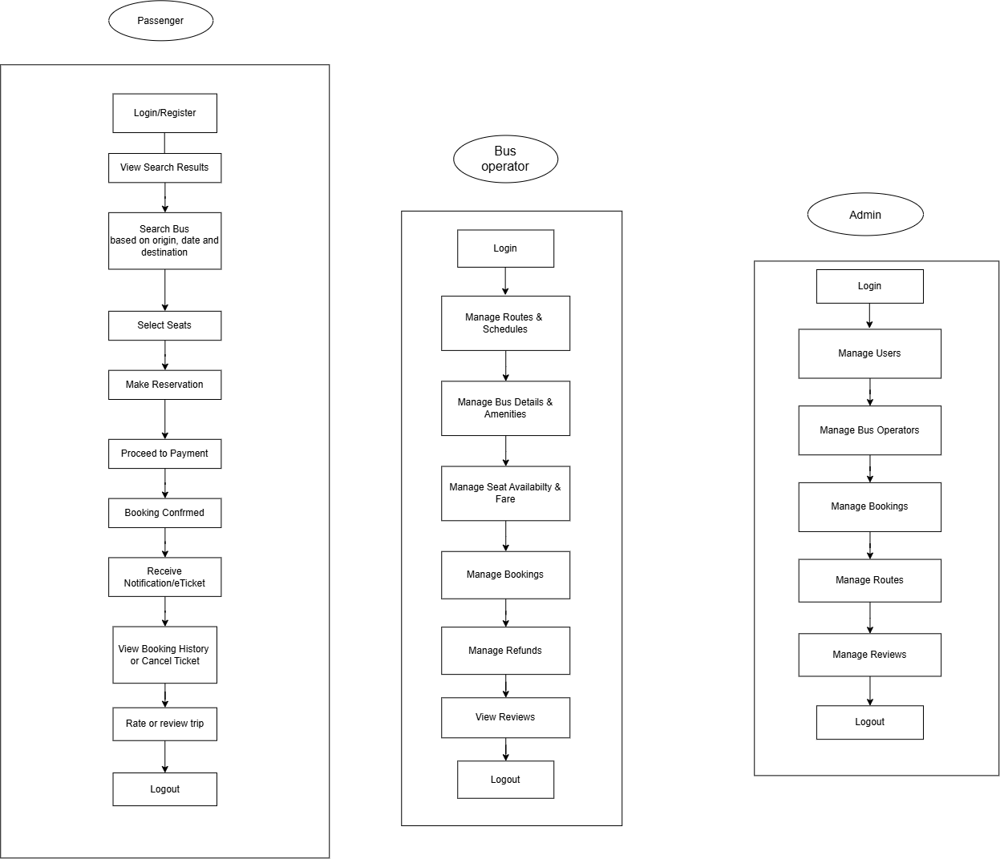 Passenger
Login/Register
View Search Results
Search Bus
based on origin, date and
destination
Select Seats
Make Reservation
Proceed to Payment
Booking Confrmed
Receive
Notification/eTicket
View Booking History
or Cancel Ticket
Rate or review trip
Logout
Bus
operator
Login
Manage Routes &
Schedules
Manage Bus Details &
Amenities
Manage Seat Availabilty &
Fare
Manage Bookings
Manage Refunds
View Reviews
Logout
Admin
Login
Manage Users
Manage Bus Operators
Manage Bookings
Manage Routes
Manage Reviews
Logout